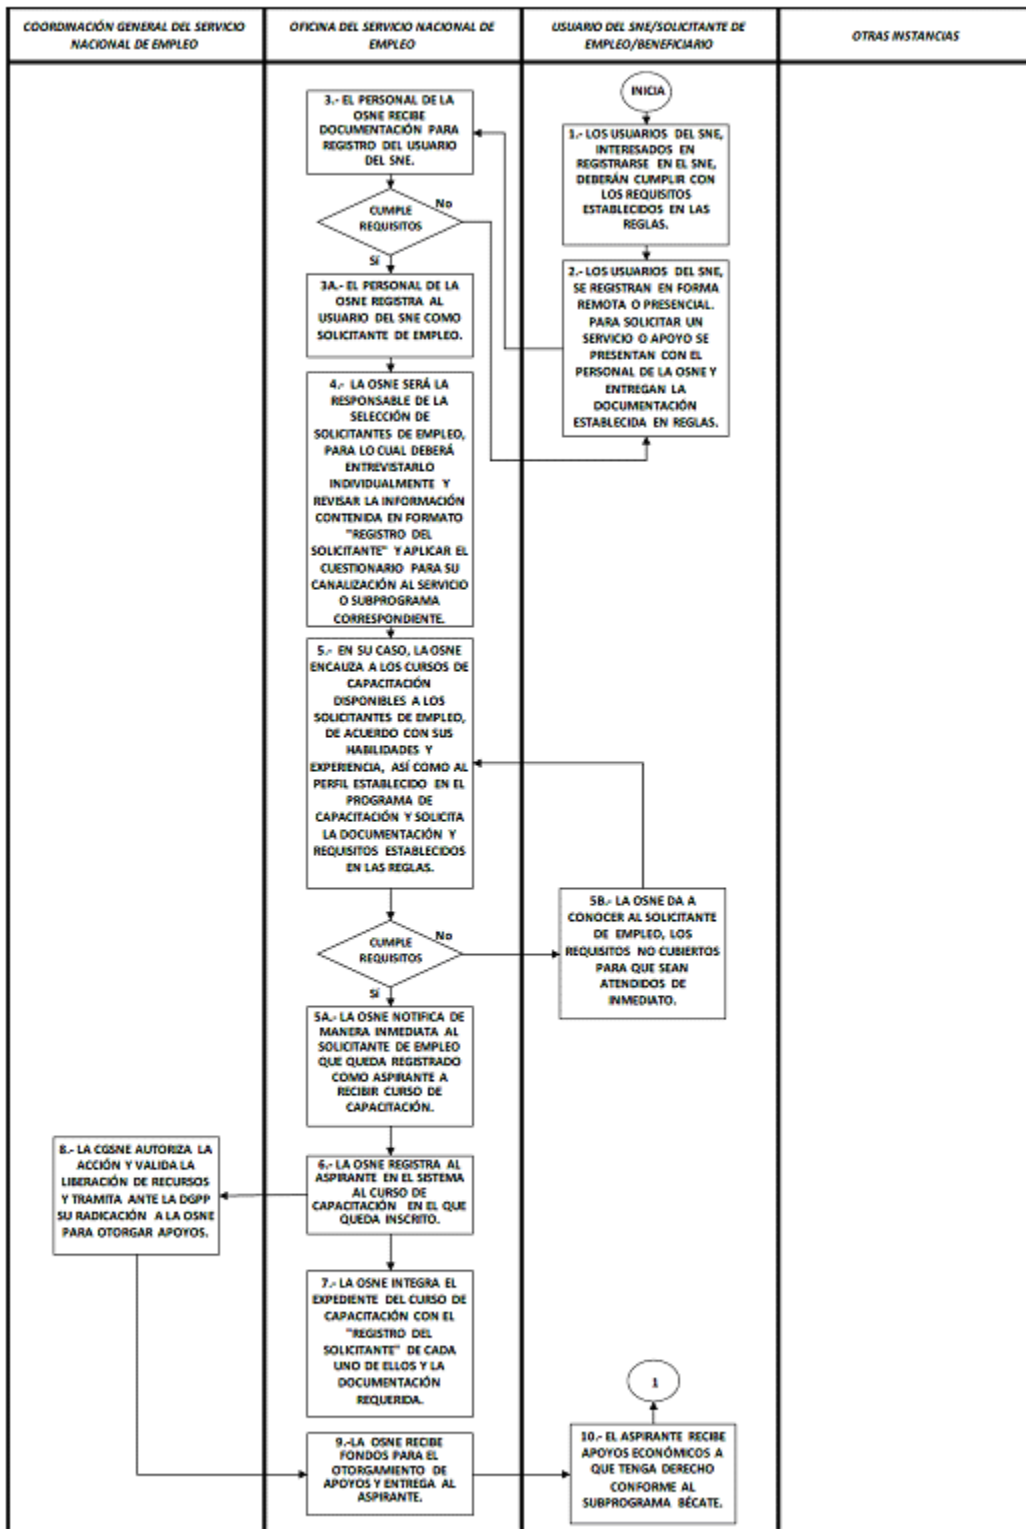 COORDINACIÓN GENERAL DEL SERVICIO
NACIONAL DE EMPLEO
OFICINA DEL SERVICIO NACIONAL DE
EMPLEO
USUARIO DEL SNE/SOLICITANTE DE
EMPLEO/BENEFICIARIO
OTRAS INSTANCIAS
INICIA
1.- LOS USUARIOS DEL SNE,
INTERESADOS EN
REGISTRARSE EN EL SNE,
DEBERÁN CUMPLIR CON
LOS REQUISITOS
ESTABLECIDOS EN LAS
REGLAS.
2.- LOS USUARIOS DEL SNE,
SE REGISTRAN EN FORMA
REMOTA O PRESENCIAL.
PARA SOLICITAR UN
SERVICIO O APOYO SE
PRESENTAN CON EL
PERSONAL DE LA OSNE Y
ENTREGAN LA
DOCUMENTACIÓN
ESTABLECIDA EN REGLAS.
3.- EL PERSONAL DE LA
OSNE RECIBE
DOCUMENTACIÓN PARA
REGISTRO DEL USUARIO
DEL SNE.
CUMPLE
REQUISITOS
No
Sí
3A.- EL PERSONAL DE LA
OSNE REGISTRA AL
USUARIO DEL SNE COMO
SOLICITANTE DE EMPLEO.
4.- LA OSNE SERÁ LA
RESPONSABLE DE LA
SELECCIÓN DE
SOLICITANTES DE EMPLEO,
PARA LO CUAL DEBERÁ
ENTREVISTARLO
INDIVIDUALMENTE Y
REVISAR LA INFORMACIÓN
CONTENIDA EN FORMATO
"REGISTRO DEL
SOLICITANTE" Y APLICAR EL
CUESTIONARIO PARA SU
CANALIZACIÓN AL SERVICIO
O SUBPROGRAMA
CORRESPONDIENTE.
5.- EN SU CASO, LA OSNE
ENCAUZA A LOS CURSOS DE
CAPACITACIÓN
DISPONIBLES A LOS
SOLICITANTES DE EMPLEO,
DE ACUERDO CON SUS
HABILIDADES Y
EXPERIENCIA, ASÍ COMO AL
PERFIL ESTABLECIDO EN EL
PROGRAMA DE
CAPACITACIÓN Y SOLICITA
LA DOCUMENTACIÓN Y
REQUISITOS ESTABLECIDOS
EN LAS REGLAS.
CUMPLE
REQUISITOS
No
Sí
5B.- LA OSNE DA A
CONOCER AL SOLICITANTE
DE EMPLEO, LOS
REQUISITOS NO CUBIERTOS
PARA QUE SEAN
ATENDIDOS DE
INMEDIATO.
5A.- LA OSNE NOTIFICA DE
MANERA INMEDIATA AL
SOLICITANTE DE EMPLEO
QUE QUEDA REGISTRADO
COMO ASPIRANTE A
RECIBIR CURSO DE
CAPACITACIÓN.
6.- LA OSNE REGISTRA AL
ASPIRANTE EN EL SISTEMA
AL CURSO DE
CAPACITACIÓN EN EL QUE
QUEDA INSCRITO.
7.- LA OSNE INTEGRA EL
EXPEDIENTE DEL CURSO DE
CAPACITACIÓN CON EL
"REGISTRO DEL
SOLICITANTE" DE CADA
UNO DE ELLOS Y LA
DOCUMENTACIÓN
REQUERIDA.
8.- LA CGSNE AUTORIZA LA
ACCIÓN Y VALIDA LA
LIBERACIÓN DE RECURSOS
Y TRAMITA ANTE LA DGPP
SU RADICACIÓN A LA OSNE
PARA OTORGAR APOYOS.
9.-LA OSNE RECIBE
FONDOS PARA EL
OTORGAMIENTO DE
APOYOS Y ENTREGA AL
ASPIRANTE.
10.- EL ASPIRANTE RECIBE
APOYOS ECONÓMICOS A
QUE TENGA DERECHO
CONFORME AL
SUBPROGRAMA BÉCATE.
1